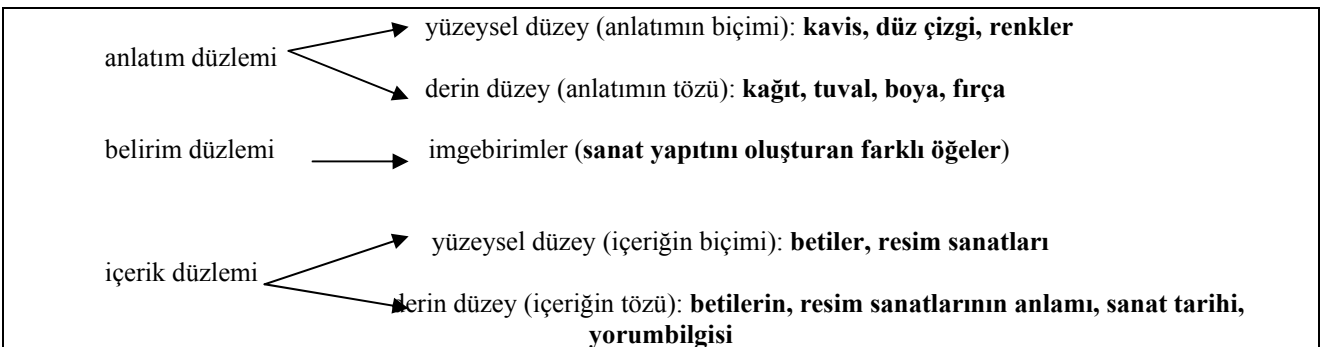 yüzeysel düzey (anlatımın biçimi): kavis, düz çizgi, renkler
anlatım düzlemi
derin düzey (anlatımın tözü): kağıt, tuval, boya, fırça
belirim düzlemi
imgebirimler (sanat yapıtını oluşturan farklı öğeler)
yüzeysel düzey (içeriğin biçimi): betiler, resim sanatları
içerik düzlemi
derin düzey (içeriğin tözü): betilerin, resim sanatlarının anlamı, sanat tarihi,
yorumbilgisi